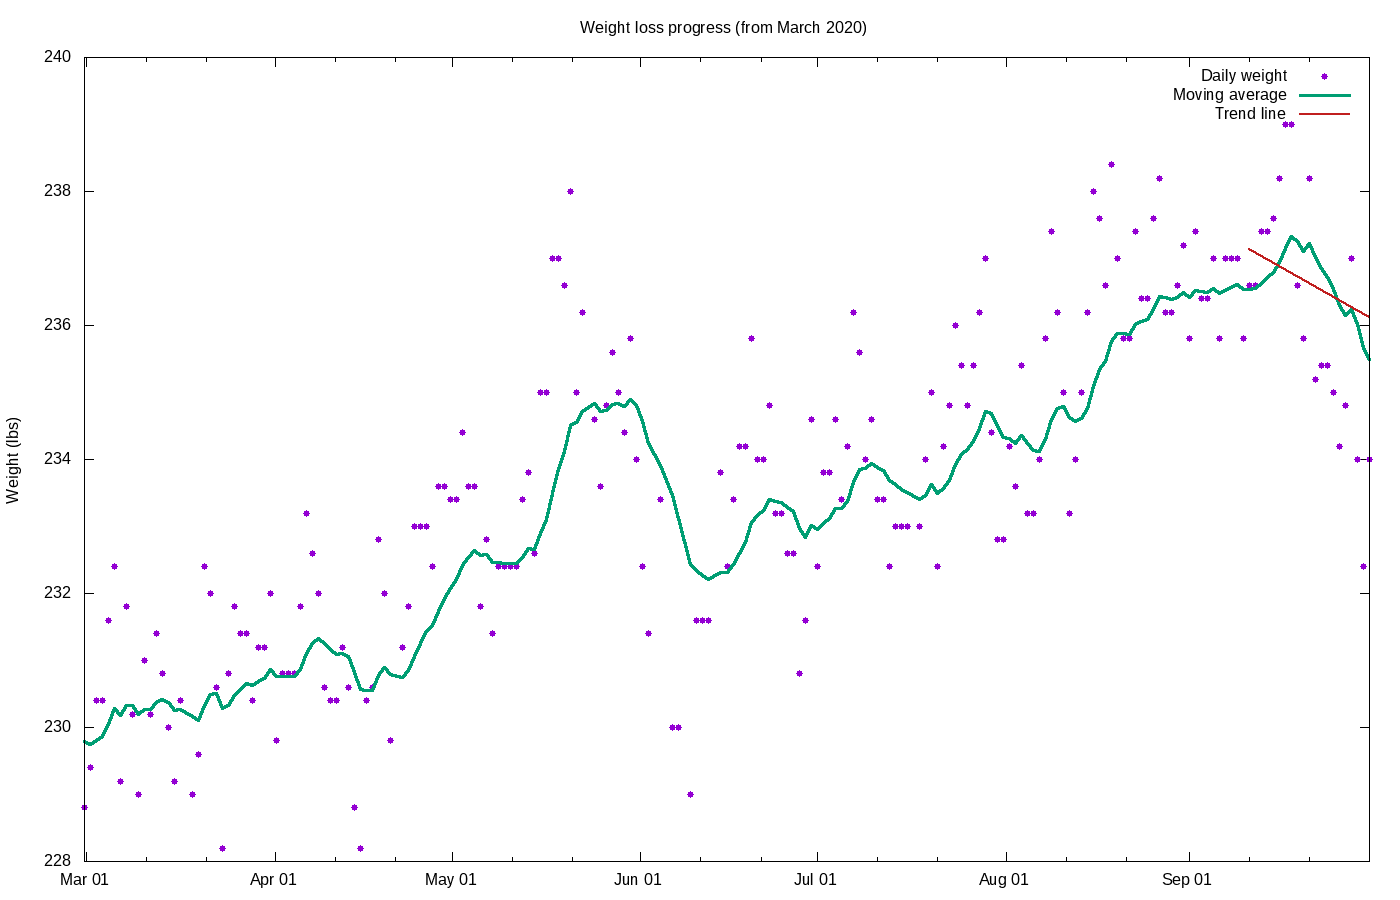 Weight loss progress (from March 2020)
240
238
236
234
232
230
228
Weight (lbs)
Daily weight
Moving average
Trend line
Mar 01 Apr 01 May 01 Jun 01 Jul 01 Aug 01 Sep 01